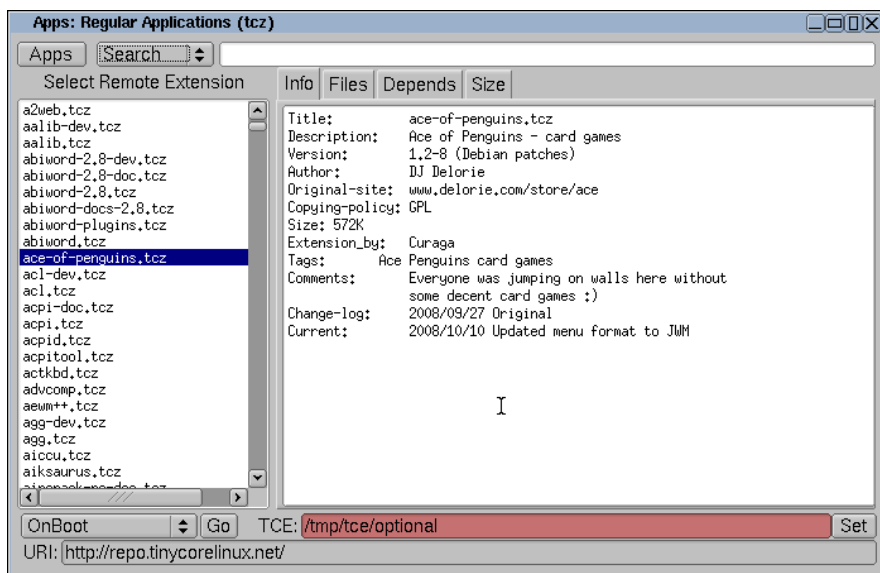 Apps: Regular Applications (tcz)
Apps Search
Select Remote Extension
Info Files Depends Size
a2web.tcz
aalib-dev.tcz
aalib.tcz
abiword-2.8-dev.tcz
abiword-2.8-doc.tcz
abiword-2.8.tcz
abiword-docs-2.8.tcz
abiword-plugins.tcz
abiword.tcz
ace-of-penguins.tcz
acl-dev.tcz
acl.tcz
acpi-doc.tcz
acpi.tcz
acpid.tcz
acpitool.tcz
actkbd.tcz
advcomp.tcz
aewm++.tcz
agg-dev.tcz
agg.tcz
aiccu.tcz
aiksaurus.tcz
Title: ace-of-penguins.tcz
Description: Ace of Penguins - card games
Version: 1.2-8 (Debian patches)
Author: DJ Delorie
Original-site: www.delorie.com/store/ace
Copying-policy: GPL
Size: 572K
Extension_by: Curaga
Tags: Ace Penguins card games
Comments: Everyone was jumping on walls here without
some decent card games :)
Change-log: 2008/09/27 Original
Current: 2008/10/10 Updated menu format to JWM
OnBoot Go TCE: /tmp/tce/optional Set
URI: http://repo.tinycorelinux.net/